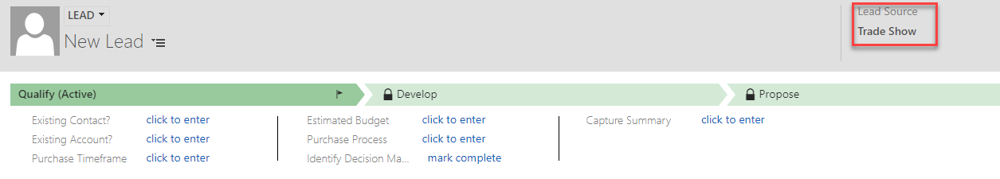 LEAD
New Lead
Lead Source
Trade Show
Qualify (Active)
Develop
Propose
Existing Contact? click to enter
Estimated Budget click to enter
Capture Summary click to enter
Existing Account? click to enter
Purchase Process click to enter
Purchase Timeframe click to enter
Identify Decision Ma... mark complete